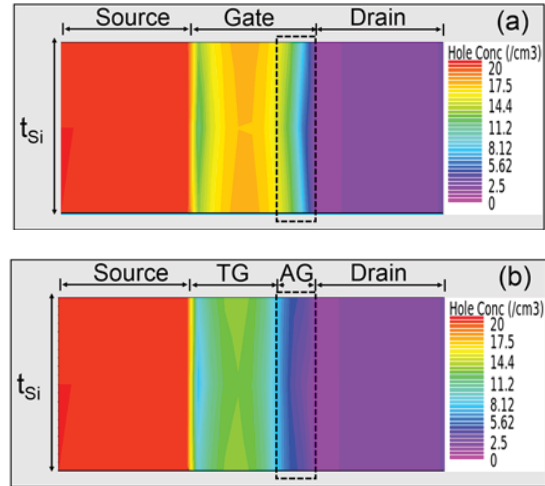 Source Gate Drain (a)
Hole Conc (/cm3)
20
17.5
14.4
11.2
8.12
5.62
2.5
0
tSi
Source TG AG Drain (b)
Hole Conc (/cm3)
20
17.5
14.4
11.2
8.12
5.62
2.5
0
tSi